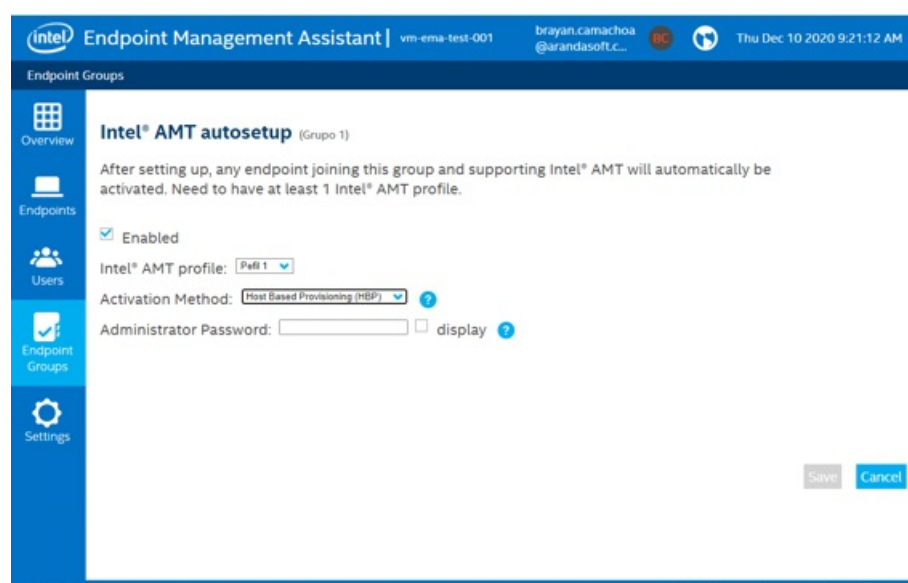 intel Endpoint Management Assistant | vm-ema-test-001 brayan.camachoa @arandasoft.c... BC Thu Dec 10 2020 9:21:12 AM
Endpoint Groups
Overview
Endpoints
Users
Endpoint
Groups
Settings
Intel® AMT autosetup (Grupo 1)
After setting up, any endpoint joining this group and supporting Intel® AMT will automatically be
activated. Need to have at least 1 Intel® AMT profile.
Enabled
Intel® AMT profile: Pefil 1
Activation Method: Host Based Provisioning (HBP) ?
Administrator Password: display ?
Save Cancel